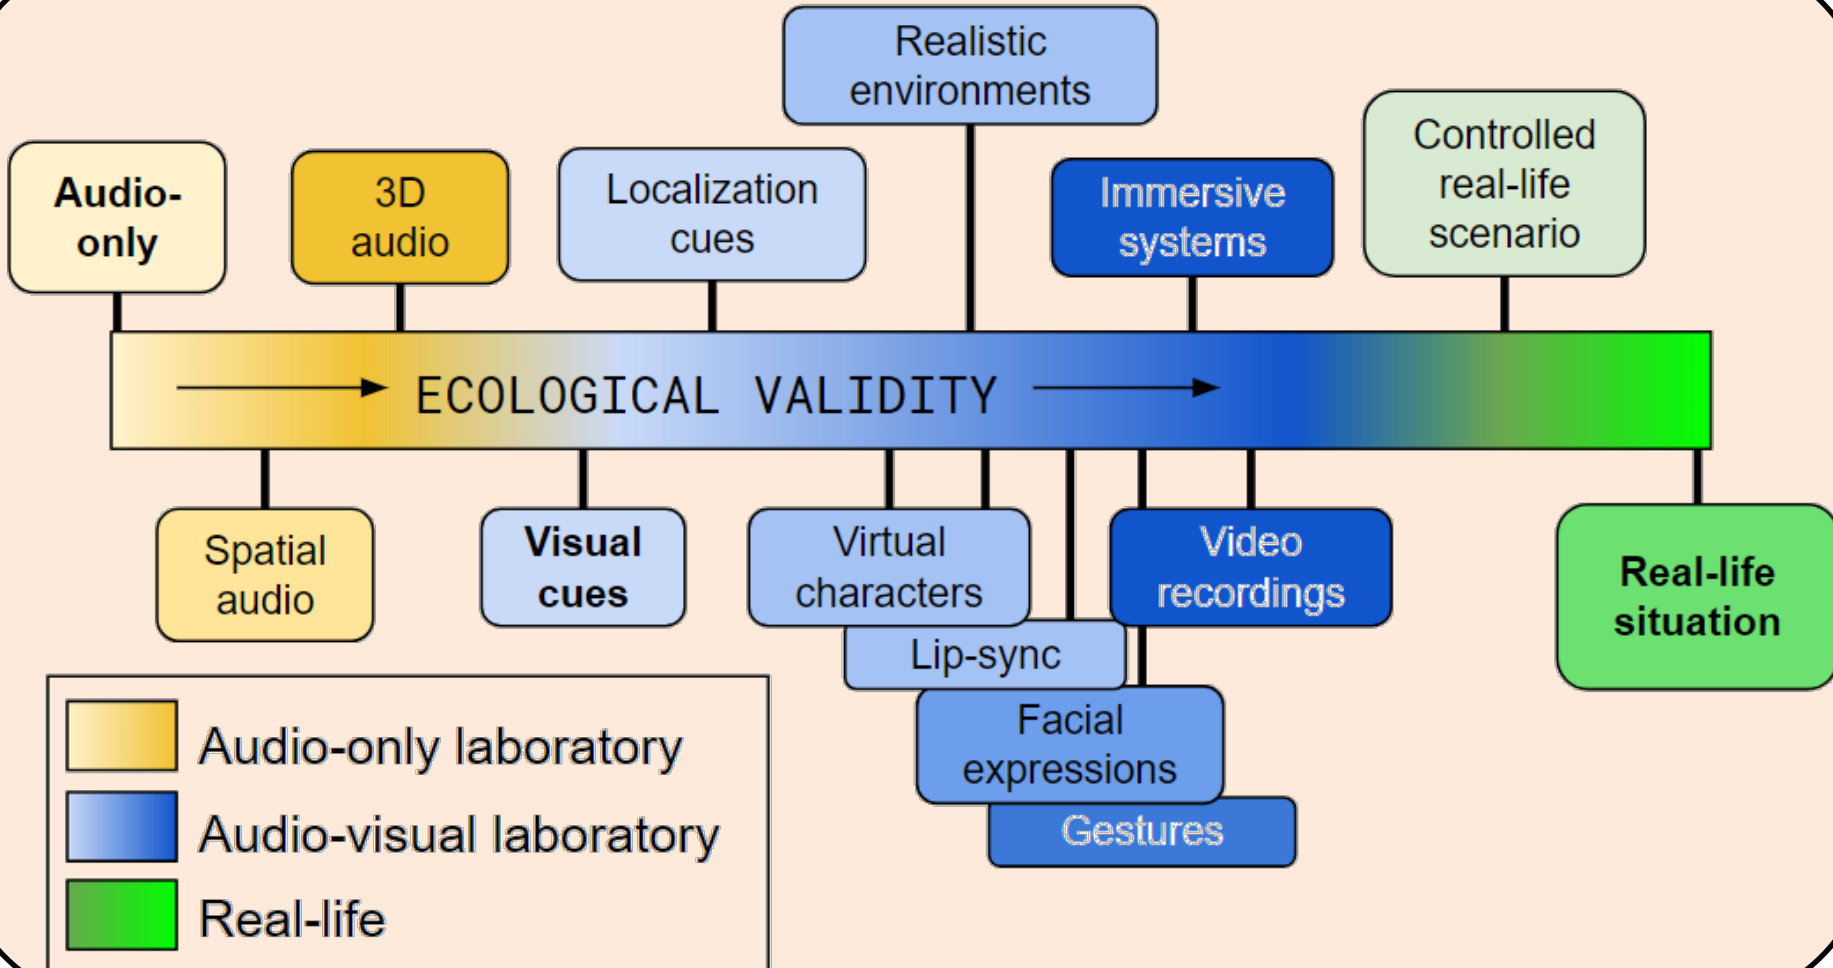 Realistic
environments
Audio-
only
3D
audio
Localization
cues
Immersive
systems
Controlled
real-life
scenario
ECOLOGICAL VALIDITY
Spatial
audio
Visual
cues
Virtual
characters
Video
recordings
Real-life
situation
Lip-sync
Facial
expressions
Gestures
Audio-only laboratory
Audio-visual laboratory
Real-life